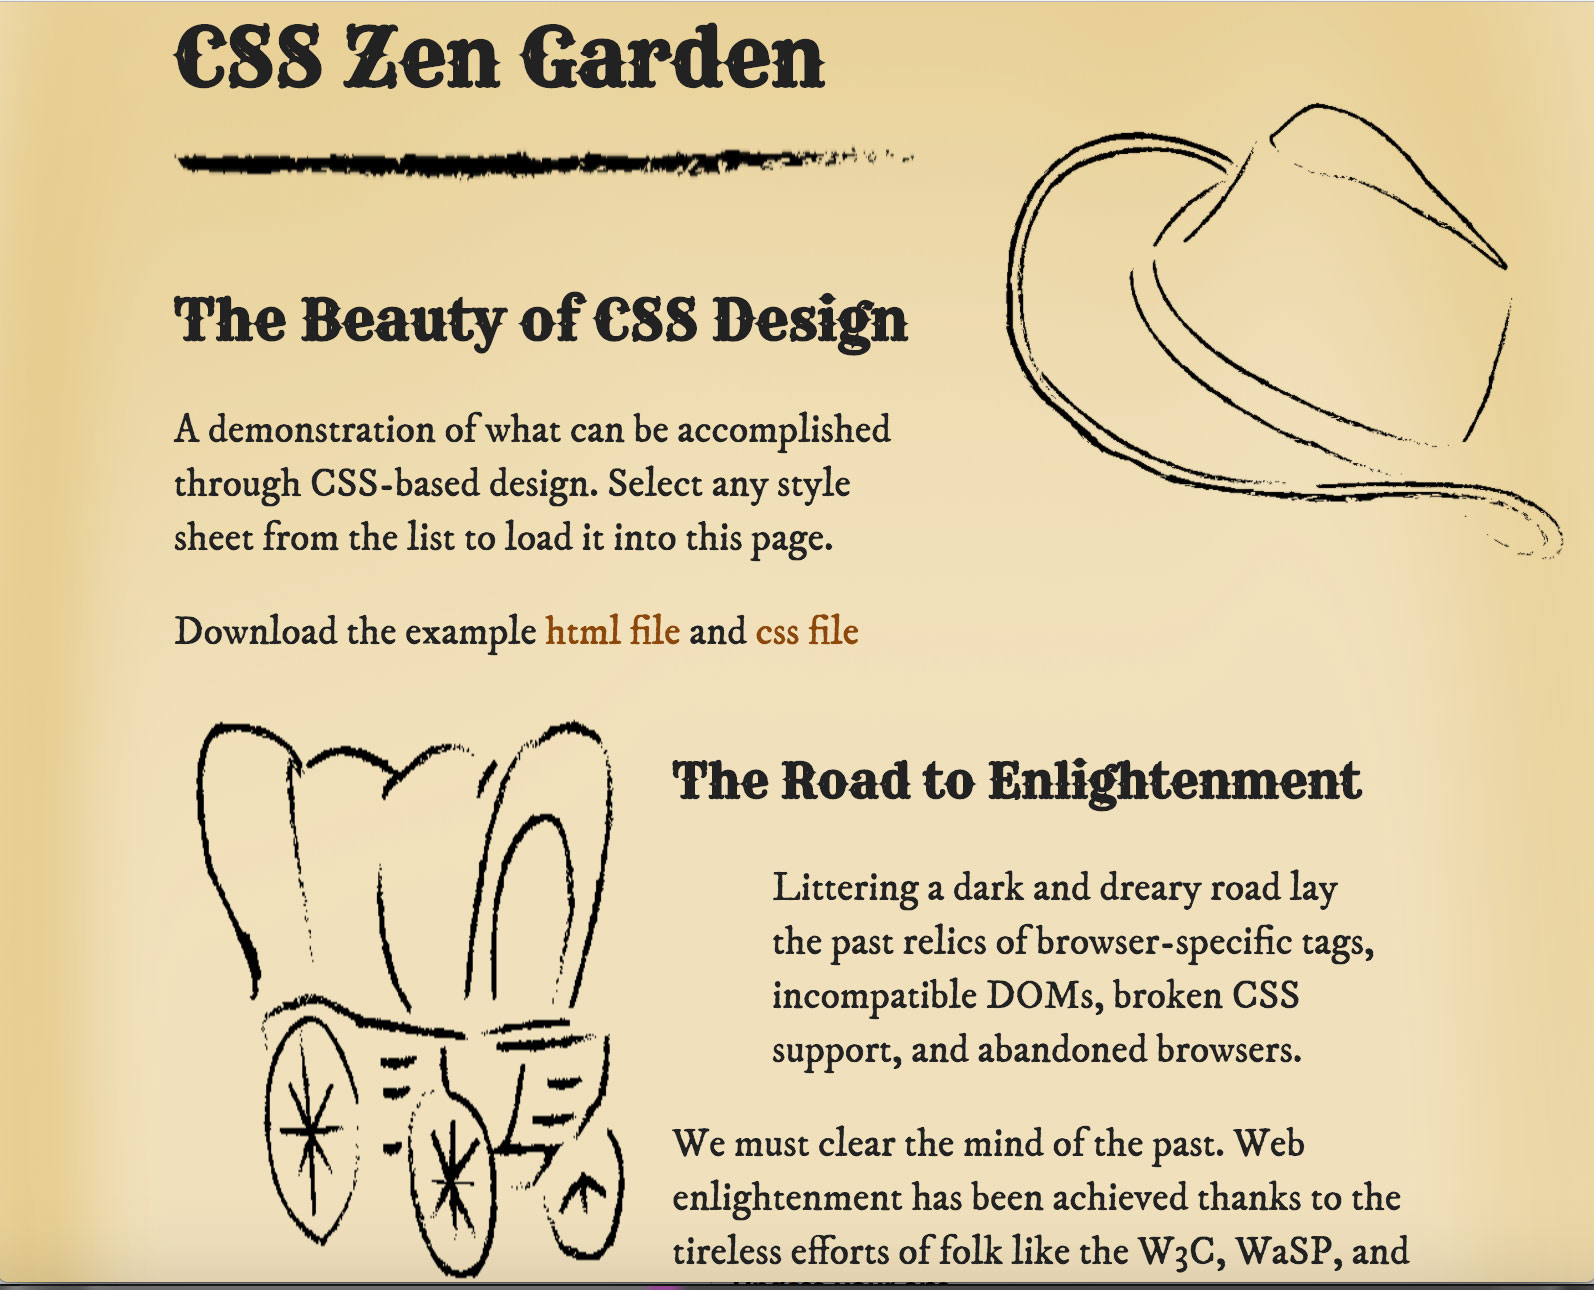 CSS Zen Garden
The Beauty of CSS Design
A demonstration of what can be accomplished
through CSS-based design. Select any style
sheet from the list to load it into this page.
Download the example html file and css file
The Road to Enlightenment
Littering a dark and dreary road lay
the past relics of browser-specific tags,
incompatible DOMs, broken CSS
support, and abandoned browsers.
We must clear the mind of the past. Web
enlightenment has been achieved thanks to the
tireless efforts of folk like the W3C, WaSP, and